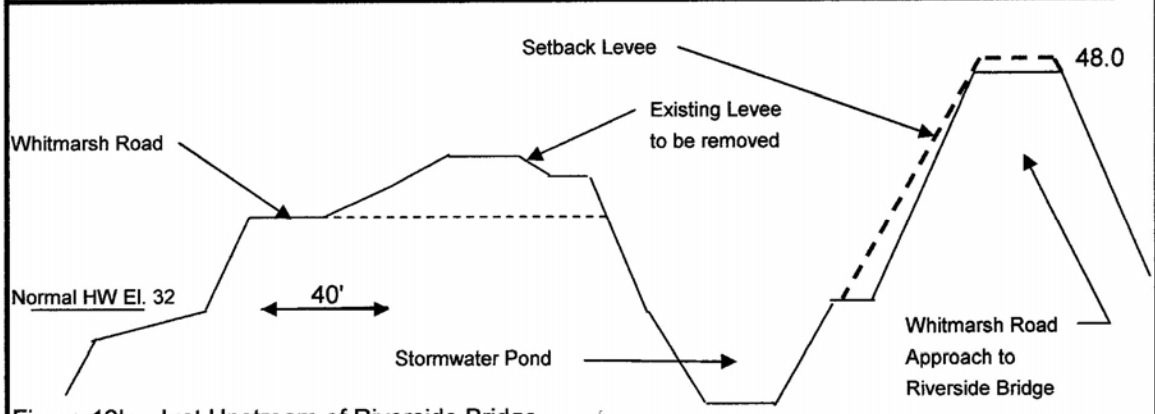 Setback Levee
48.0
Existing Levee
to be removed
Whitmarsh Road
Normal HW El. 32
40'
Stormwater Pond
Whitmarsh Road
Approach to
Riverside Bridge
Just Upstream of Riverside Bridge